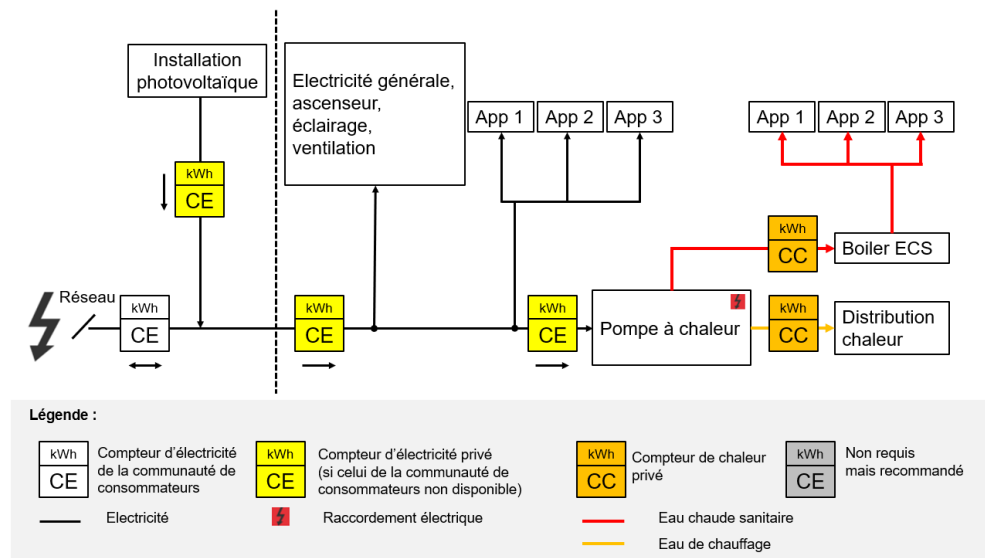 Installation
photovoltaïque
Electricité générale,
ascenseur,
éclairage,
ventilation
App 1
App 2
App 3
App 1
App 2
App 3
kWh
CE
kWh
CC
Boiler ECS
Réseau
kWh
CE
kWh
CE
kWh
CE
Pompe à chaleur
kWh
CC
Distribution
chaleur
Légende :
kWh
CE
Compteur d'électricité
de la communauté de
consommateurs
kWh
CE
Compteur d'électricité privé
(si celui de la communauté de
consommateurs non disponible)
kWh
CC
Compteur de chaleur
privé
kWh
CE
Non requis
mais recommandé
Electricité
Raccordement électrique
Eau chaude sanitaire
Eau de chauffage